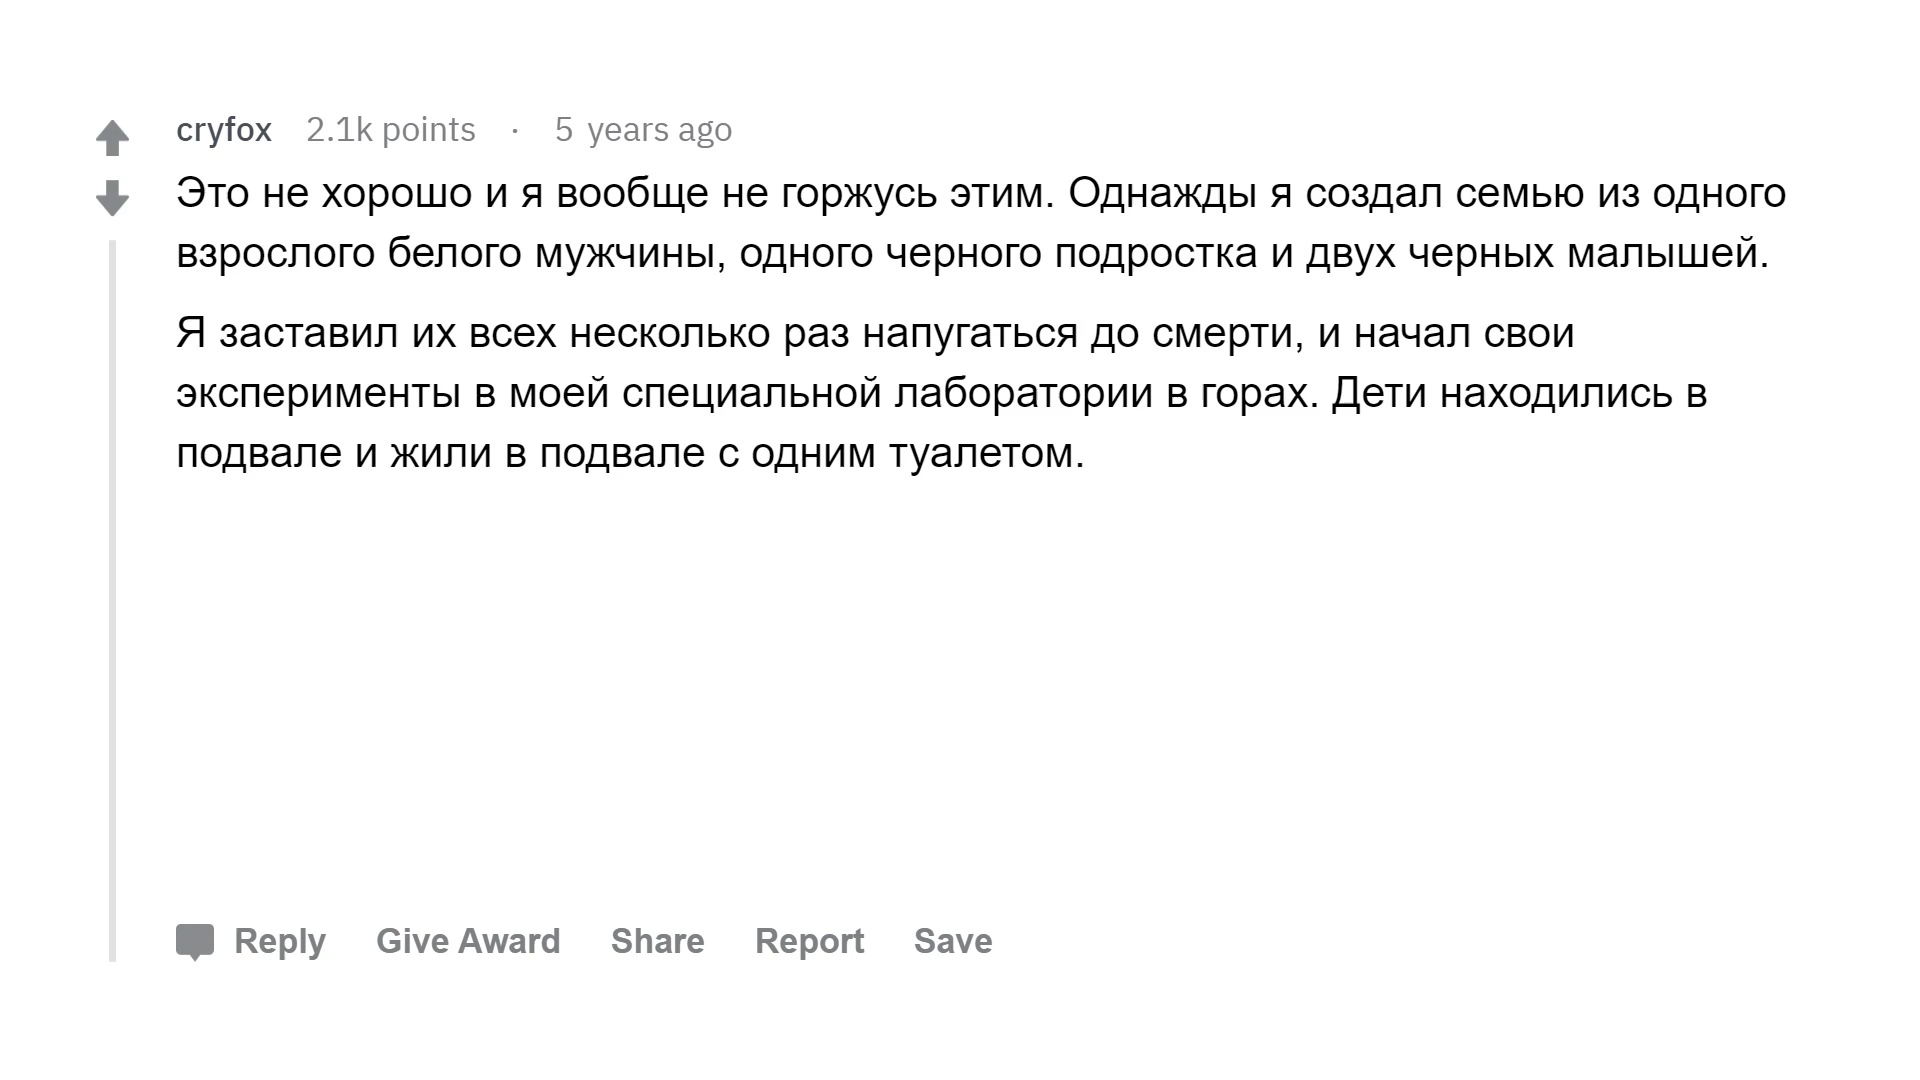 cryfox 2.1k points · 5 years ago
Это не хорошо и я вообще не горжусь этим. Однажды я создал семью из одного
взрослого белого мужчины, одного черного подростка и двух черных малышей.
Я заставил их всех несколько раз напугаться до смерти, и начал свои
эксперименты в моей специальной лаборатории в горах. Дети находились в
подвале и жили в подвале с одним туалетом.
Reply Give Award Share Report Save